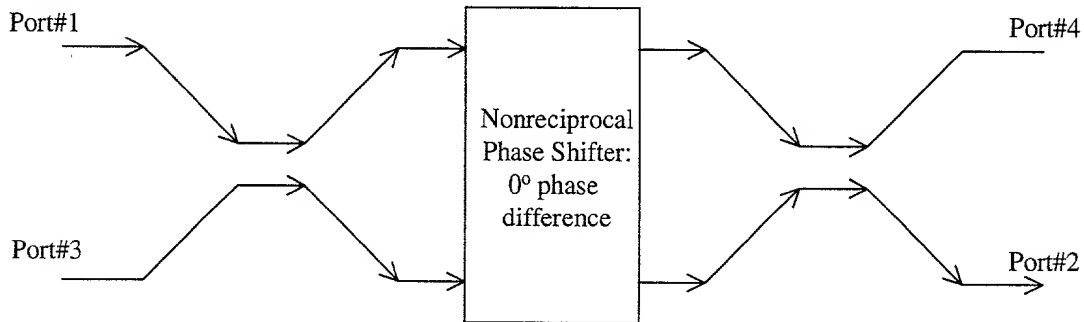 Port#1
Port#4
Nonreciprocal
Phase Shifter:
0° phase
difference
Port#3
Port#2